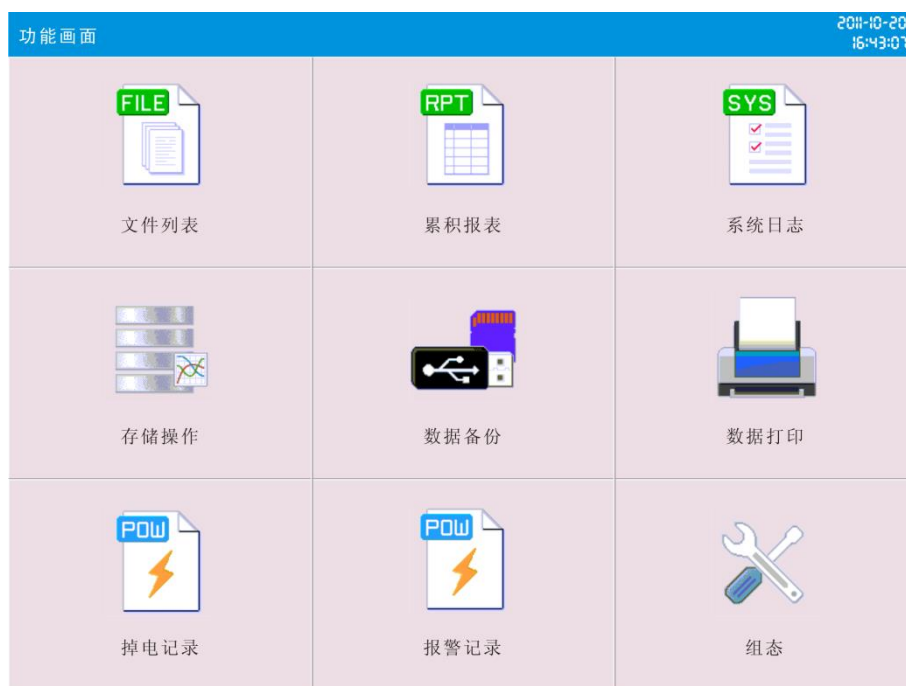 功能画面
2011-10-20
16:43:07
FILE
RPT
SYS
文件列表
累积报表
系统日志
存储操作
数据备份
数据打印
POW
POW
掉电记录
报警记录
组态